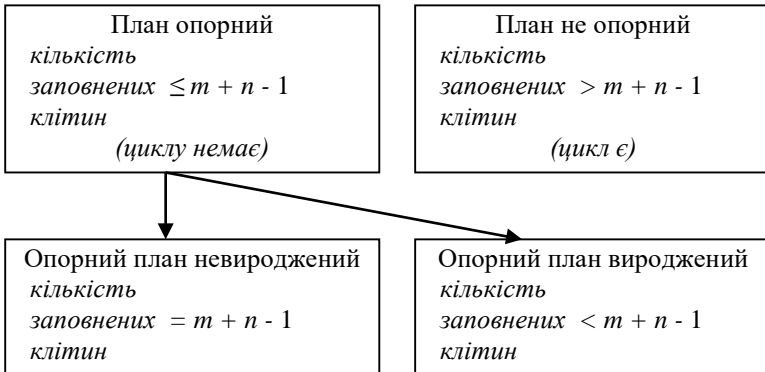 План опорний
кількість
заповнених ≤ m + n - 1
клітин
(циклу немає)
План не опорний
кількість
заповнених > m + n - 1
клітин
(цикл є)
Опорний план невироджений
кількість
заповнених = m + n - 1
клітин
Опорний план вироджений
кількість
заповнених < m + n - 1
клітин